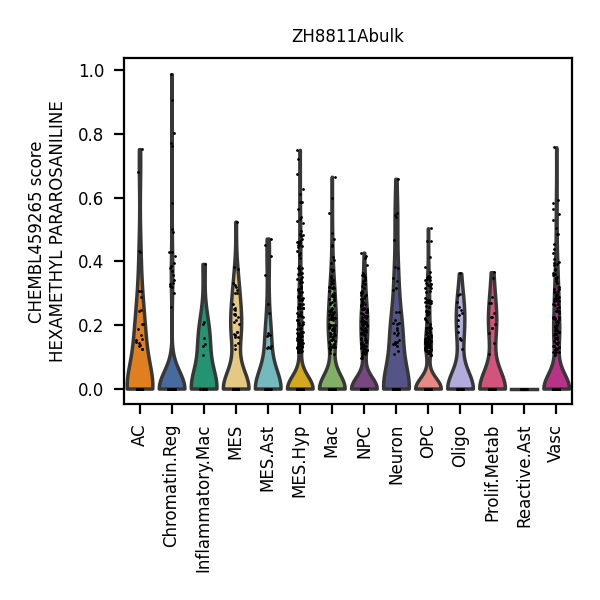 ZH8811Abulk
CHEMBL459265 score
HEXAMETHYL PARAROSANILINE
1.0
0.8
0.6
0.4
0.2
0.0
AC
Chromatin.Reg
Inflammatory.Mac
MES
MES.Ast
MES.Hyp
Mac
NPC
Neuron
OPC
Oligo
Prolif.Metab
Reactive.Ast
Vasc